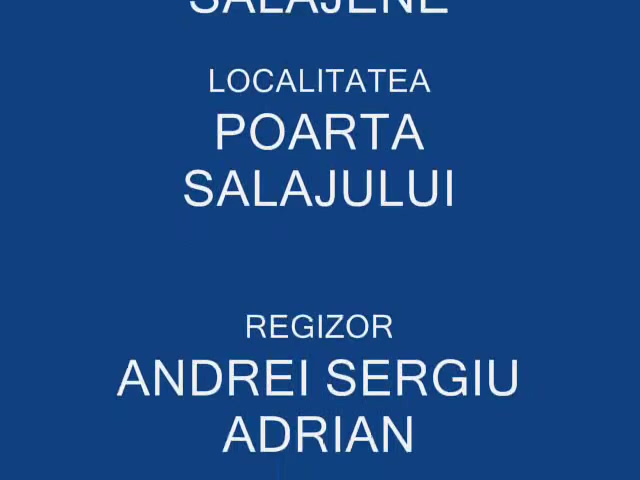 SALAJENE
LOCALITATEA
POARTA
SALAJULUI
REGIZOR
ANDREI SERGIU
ADRIAN